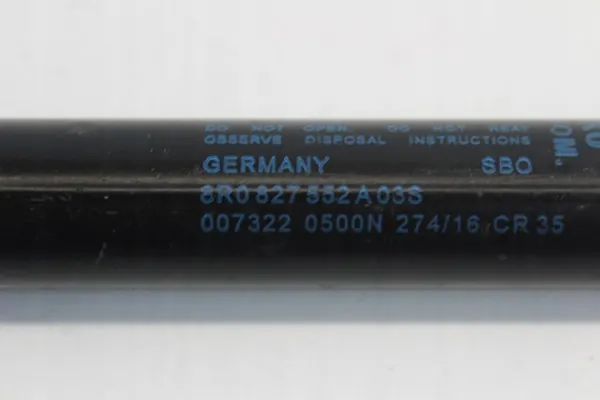 DO NOT OPEN. DO NOT HEAT
OBSERVE DISPOSAL INSTRUCTIONS
GERMANY SBO
8R0 827 552 A 03S
007322 0500N 274/16 CR 35
OM.